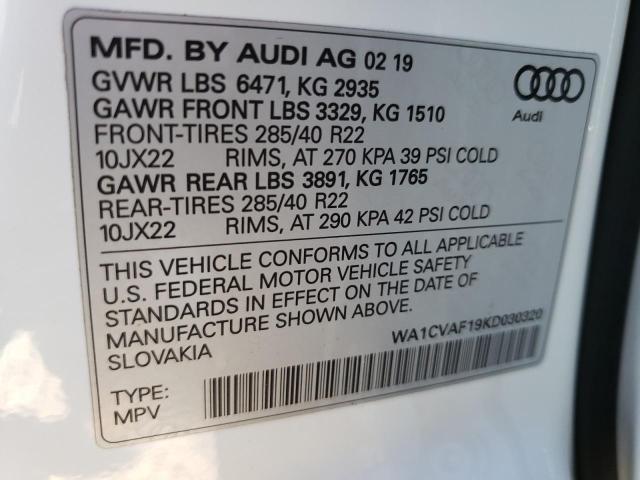 MFD. BY AUDI AG 02 19
GVWR LBS 6471, KG 2935
GAWR FRONT LBS 3329, KG 1510
FRONT-TIRES 285/40 R22
10JX22 RIMS, AT 270 KPA 39 PSI COLD
GAWR REAR LBS 3891, KG 1765
REAR-TIRES 285/40 R22
10JX22 RIMS, AT 290 KPA 42 PSI COLD
Audi
THIS VEHICLE CONFORMS TO ALL APPLICABLE
U.S. FEDERAL MOTOR VEHICLE SAFETY
STANDARDS IN EFFECT ON THE DATE OF
MANUFACTURE SHOWN ABOVE.
SLOVAKIA
WA1CVAF19KD030320
TYPE:
MPV